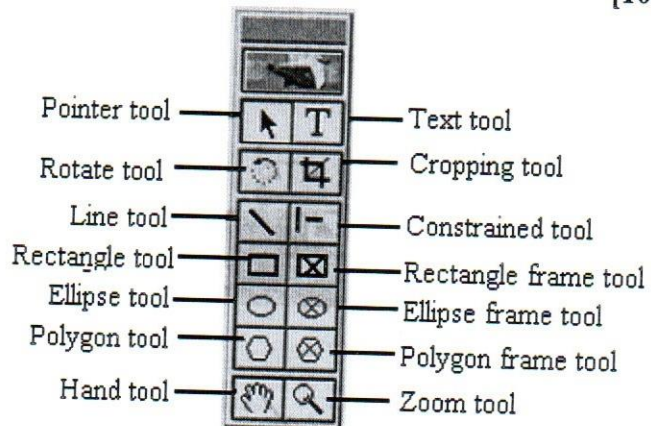 [10
Pointer tool
T
Text tool
Rotate tool
Cropping tool
Line tool
Constrained tool
Rectangle tool
Rectangle frame tool
Ellipse tool
Ellipse frame tool
Polygon tool
Polygon frame tool
Hand tool
Zoom tool